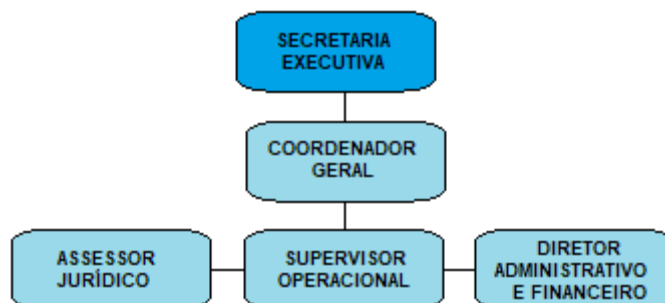 SECRETARIA
EXECUTIVA
COORDENADOR
GERAL
ASSESSOR
JURÍDICO
SUPERVISOR
OPERACIONAL
DIRETOR
ADMINISTRATIVO
E FINANCEIRO